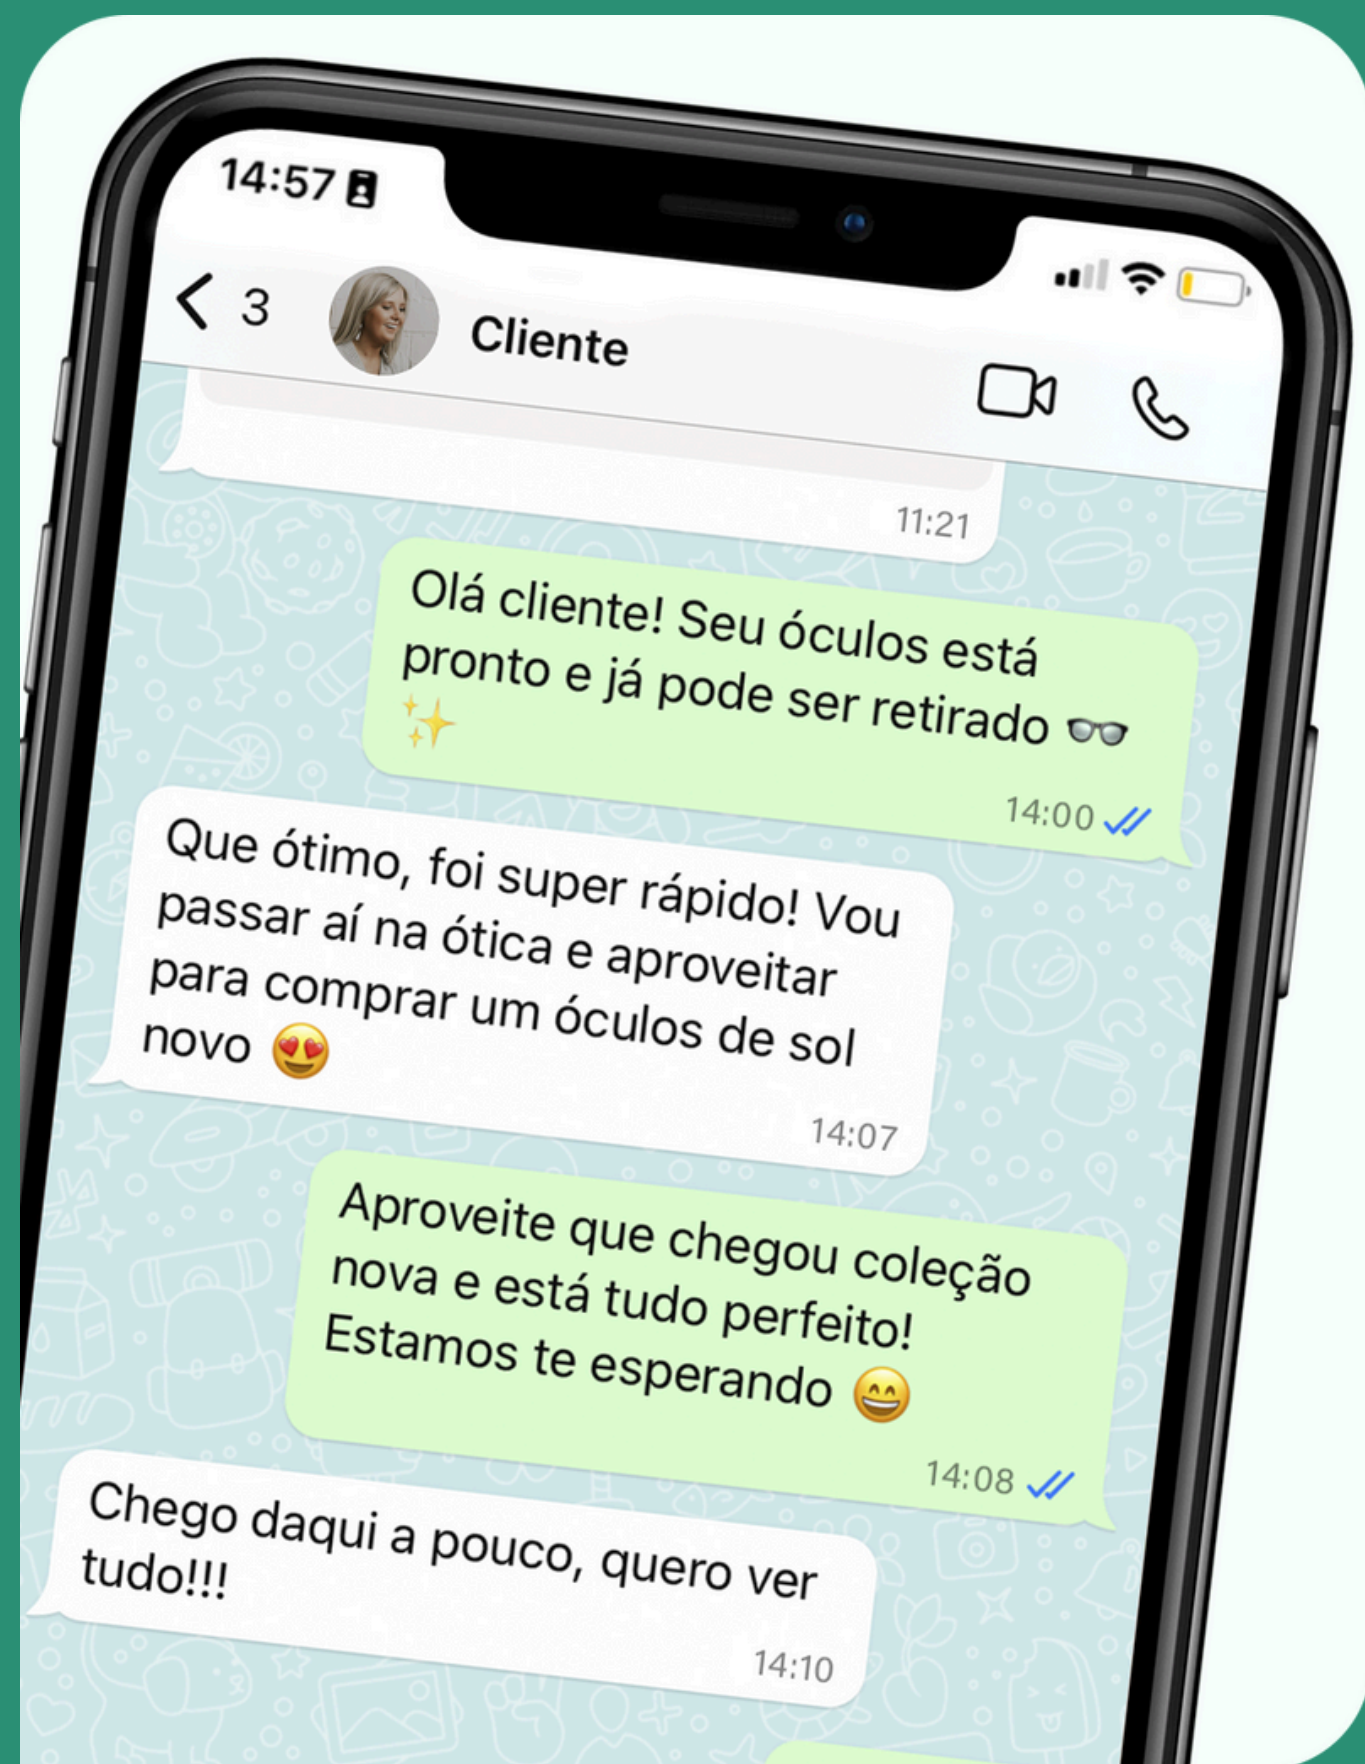 14:57
3
Cliente
11:21
Olá cliente! Seu óculos está
pronto e já pode ser retirado 👓
✨
14:00
Que ótimo, foi super rápido! Vou
passar aí na ótica e aproveitar
para comprar um óculos de sol
novo 😍
14:07
Aproveite que chegou coleção
nova e está tudo perfeito!
Estamos te esperando 😄
14:08
Chego daqui a pouco, quero ver
tudo!!!
14:10